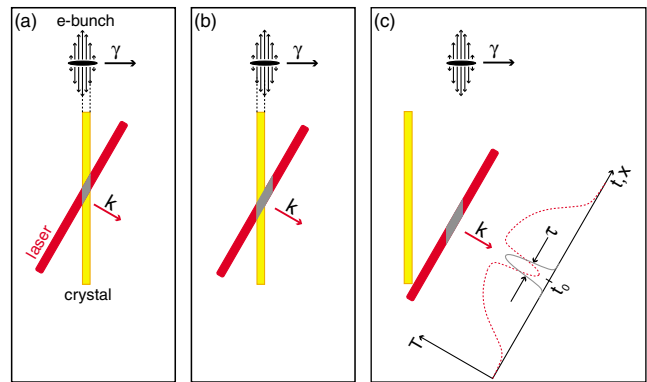 (a)
e-bunch
γ
k
laser
crystal
(b)
γ
k
(c)
γ
k
t,x
τ
t₀
T